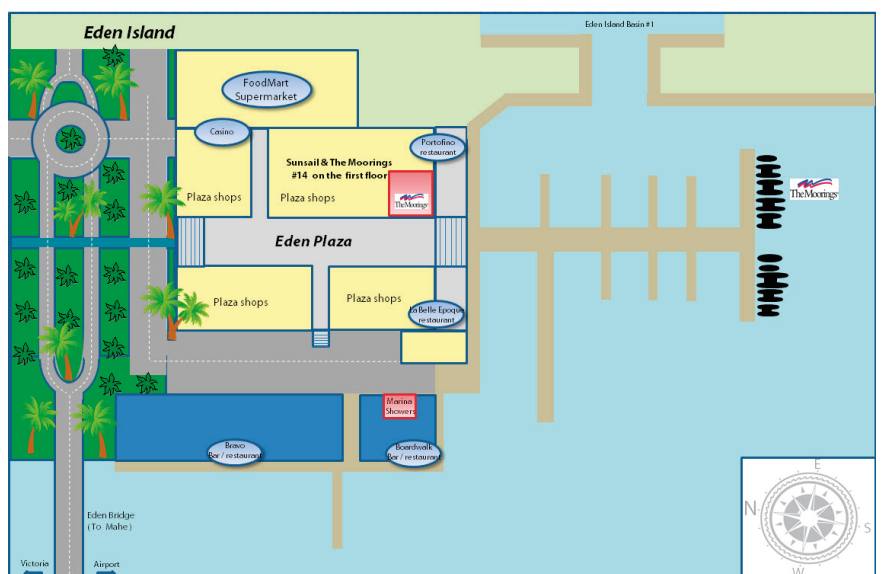 Eden Island
Eden Island Basin #1
FoodMart
Supermarket
Casino
Portofino
restaurant
Sunsail & The Moorings
#14 on the first floor
Plaza shops
Plaza shops
The Moorings
The Moorings
Eden Plaza
Plaza shops
Plaza shops
La Belle Epoque
restaurant
Marina
Showers
Bravo
Bar / restaurant
Boardwalk
Bar / restaurant
E
N
S
W
Eden Bridge
(To Mahe)
Victoria
Airport